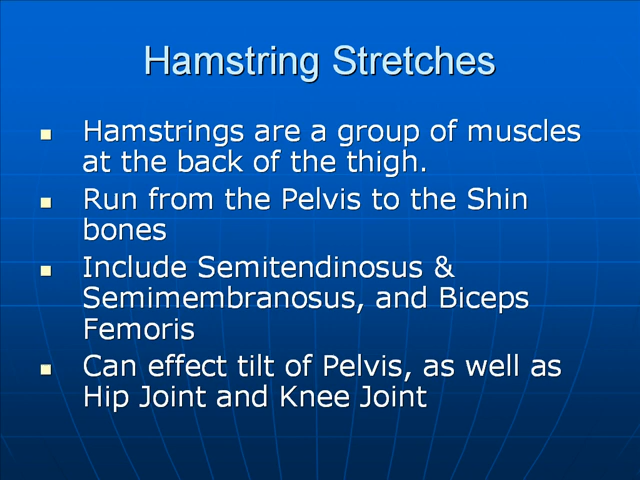 Hamstring Stretches
Hamstrings are a group of muscles
at the back of the thigh.
Run from the Pelvis to the Shin
bones
Include Semitendinosus &
Semimembranosus, and Biceps
Femoris
Can effect tilt of Pelvis, as well as
Hip Joint and Knee Joint